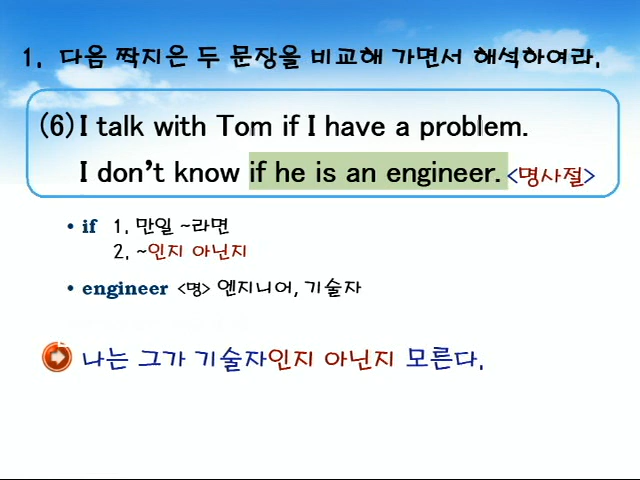 1. 다음 짝지은 두 문장을 비교해 가면서 해석하여라.
(6) I talk with Tom if I have a problem.
I don't know if he is an engineer. <명사절>
• if 1. 만일 ~라면
2. ~인지 아닌지
• engineer <명> 엔지니어, 기술자
나는 그가 기술자인지 아닌지 모른다.